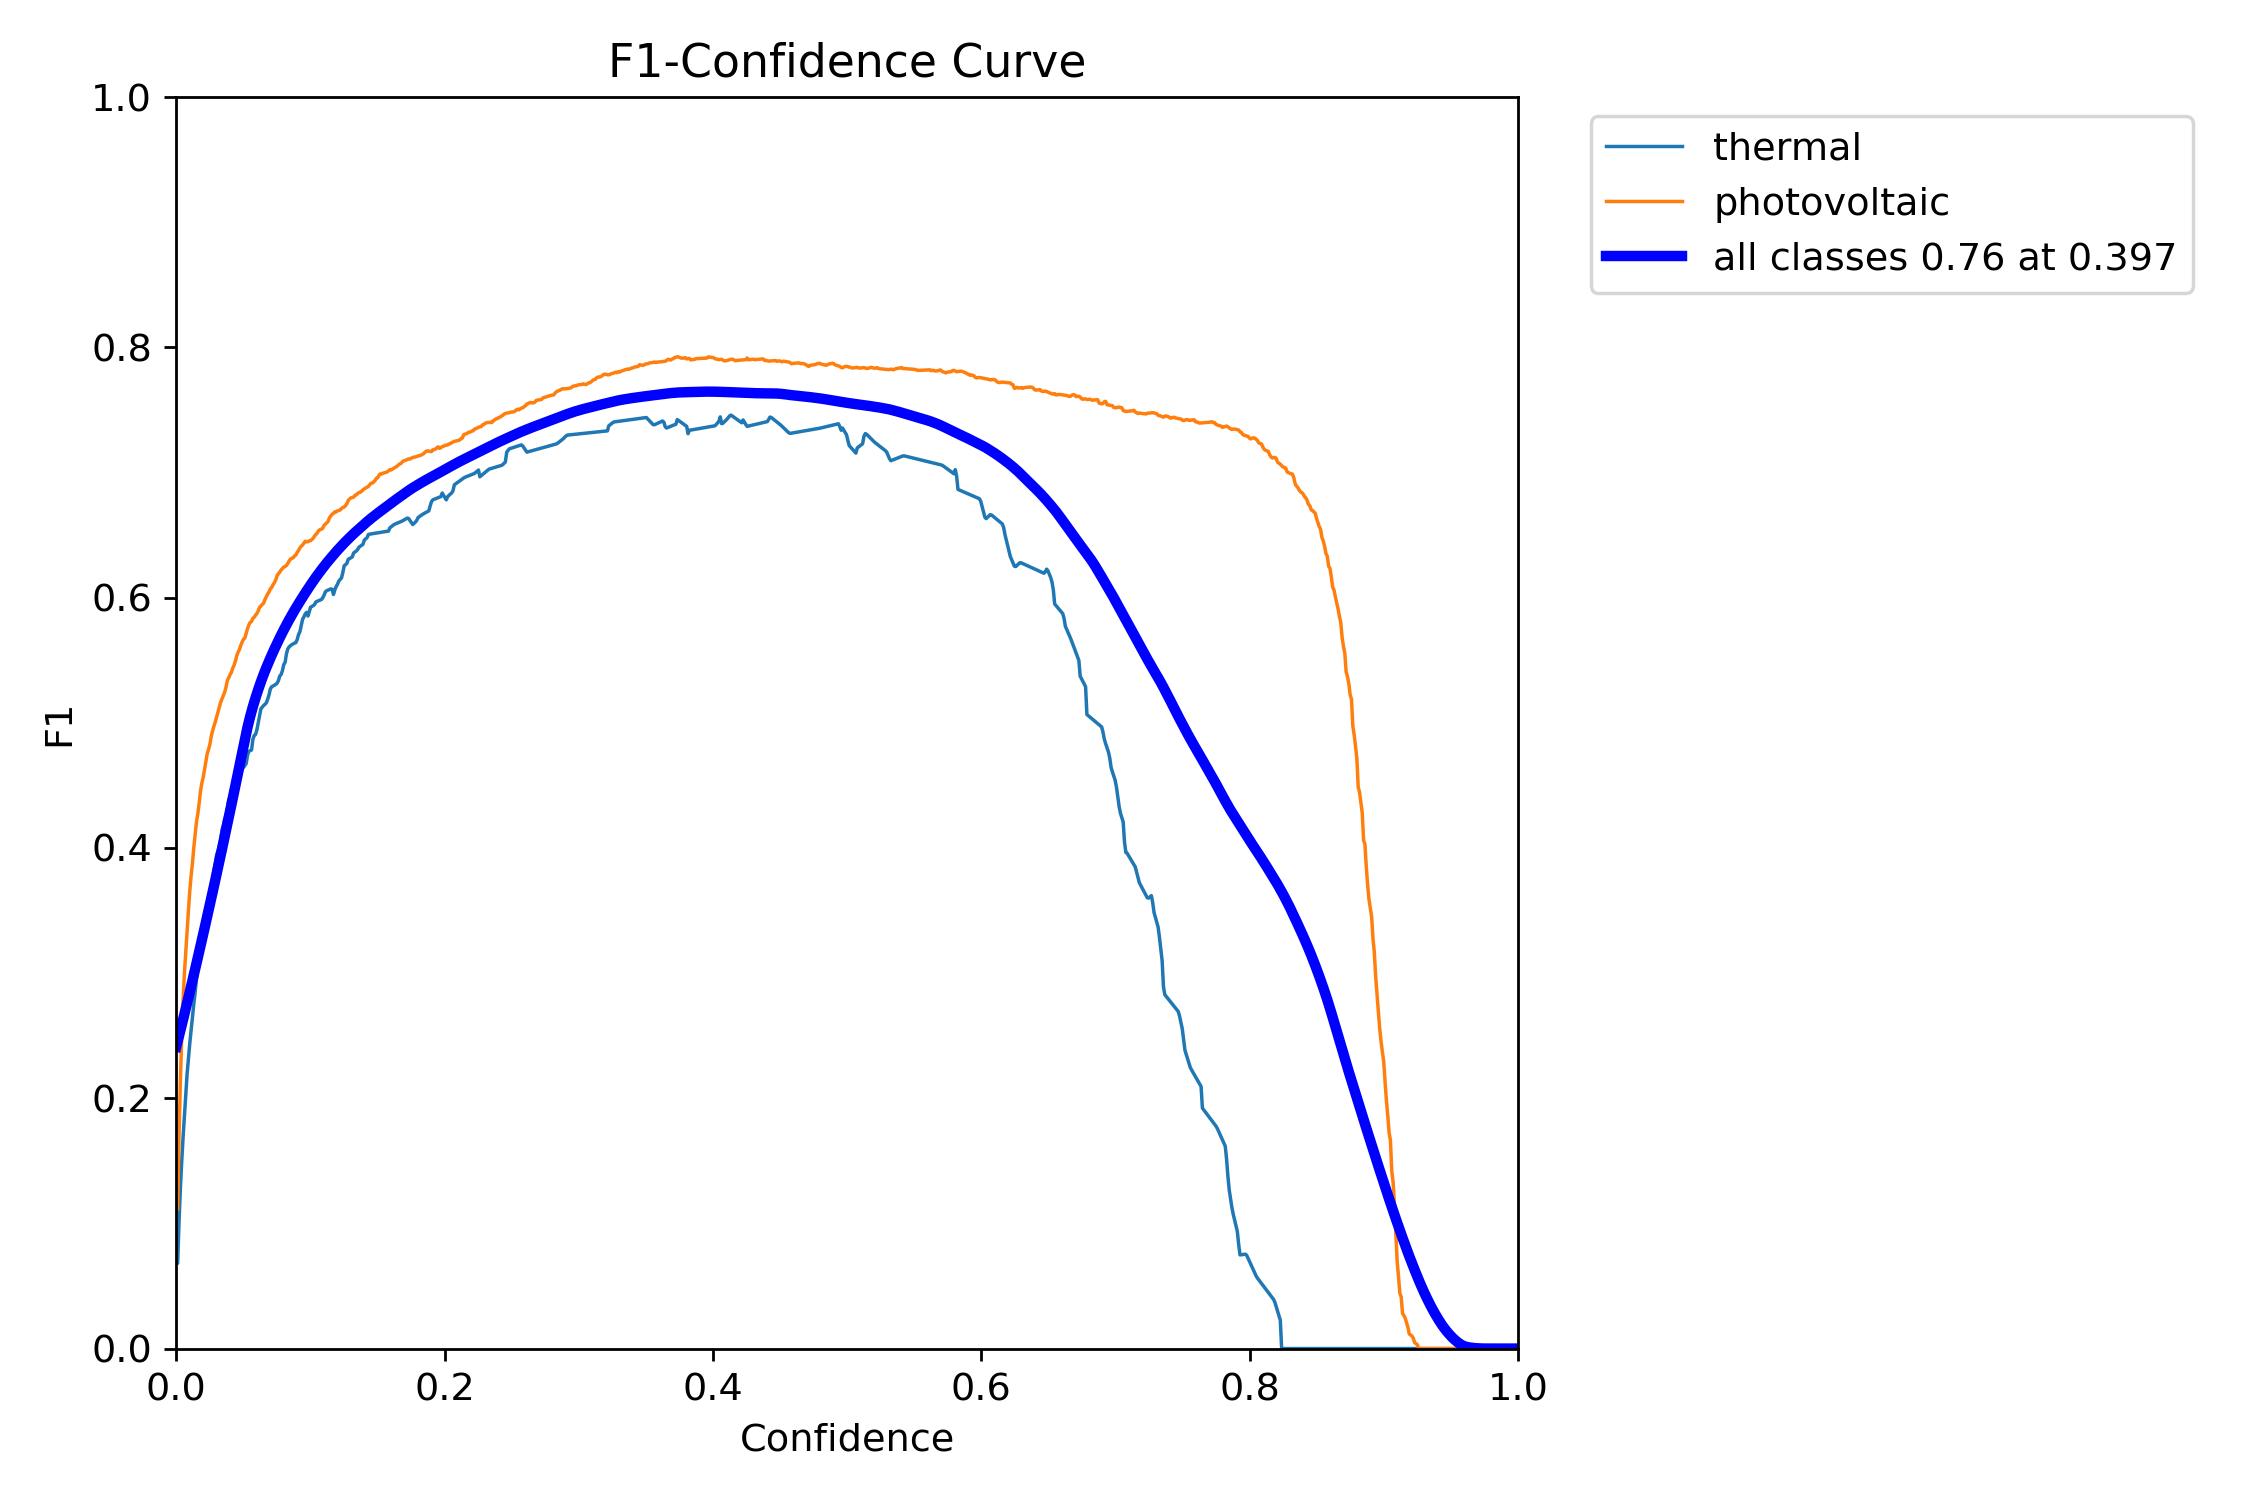 F1-Confidence Curve
1.0
0.8
0.6
0.4
0.2
0.0
F1
0.0 0.2 0.4 0.6 0.8 1.0
Confidence
thermal
photovoltaic
all classes 0.76 at 0.397